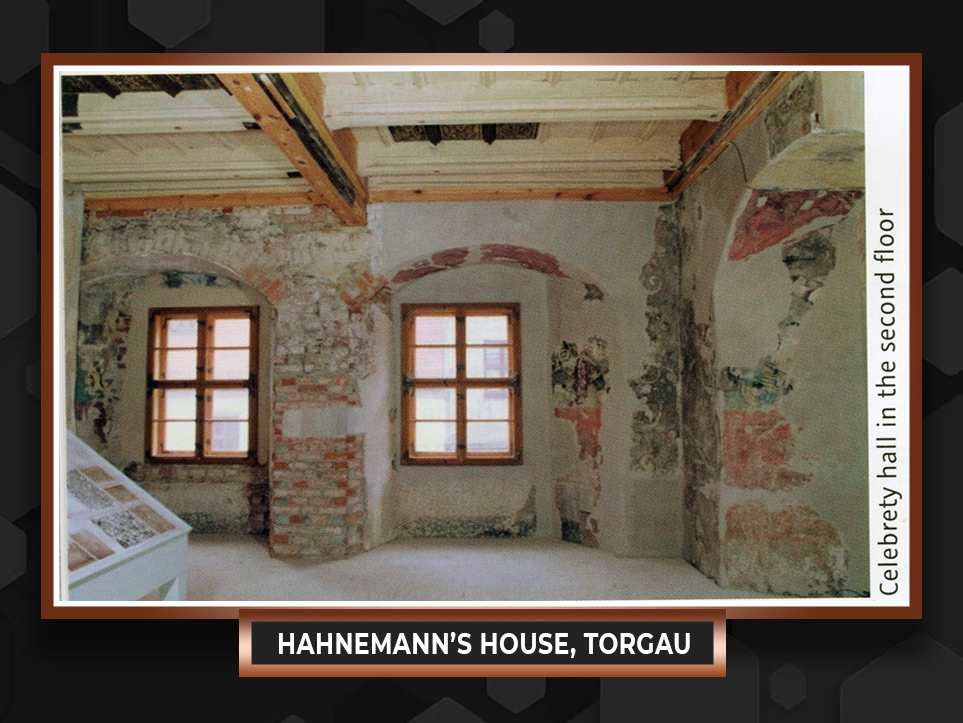 Celebrety hall in the second floor
HAHNEMANN'S HOUSE, TORGAU